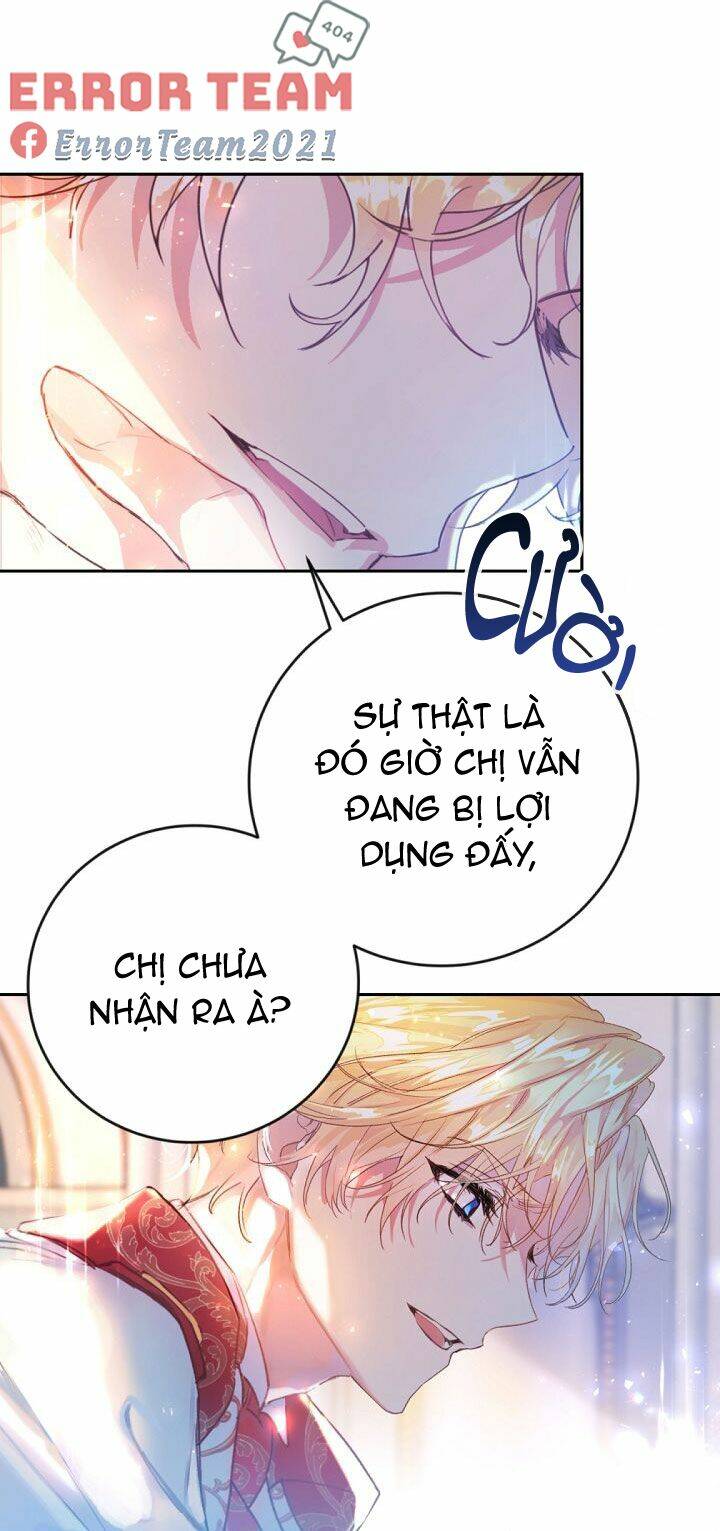 404
ERROR TEAM
ErrorTeam2021
CƯỜI
SỰ THẬT LÀ
ĐÓ GIỜ CHỊ VẪN
ĐANG BỊ LỢI
DỤNG ĐẤY,
CHỊ CHƯA
NHẬN RA À?